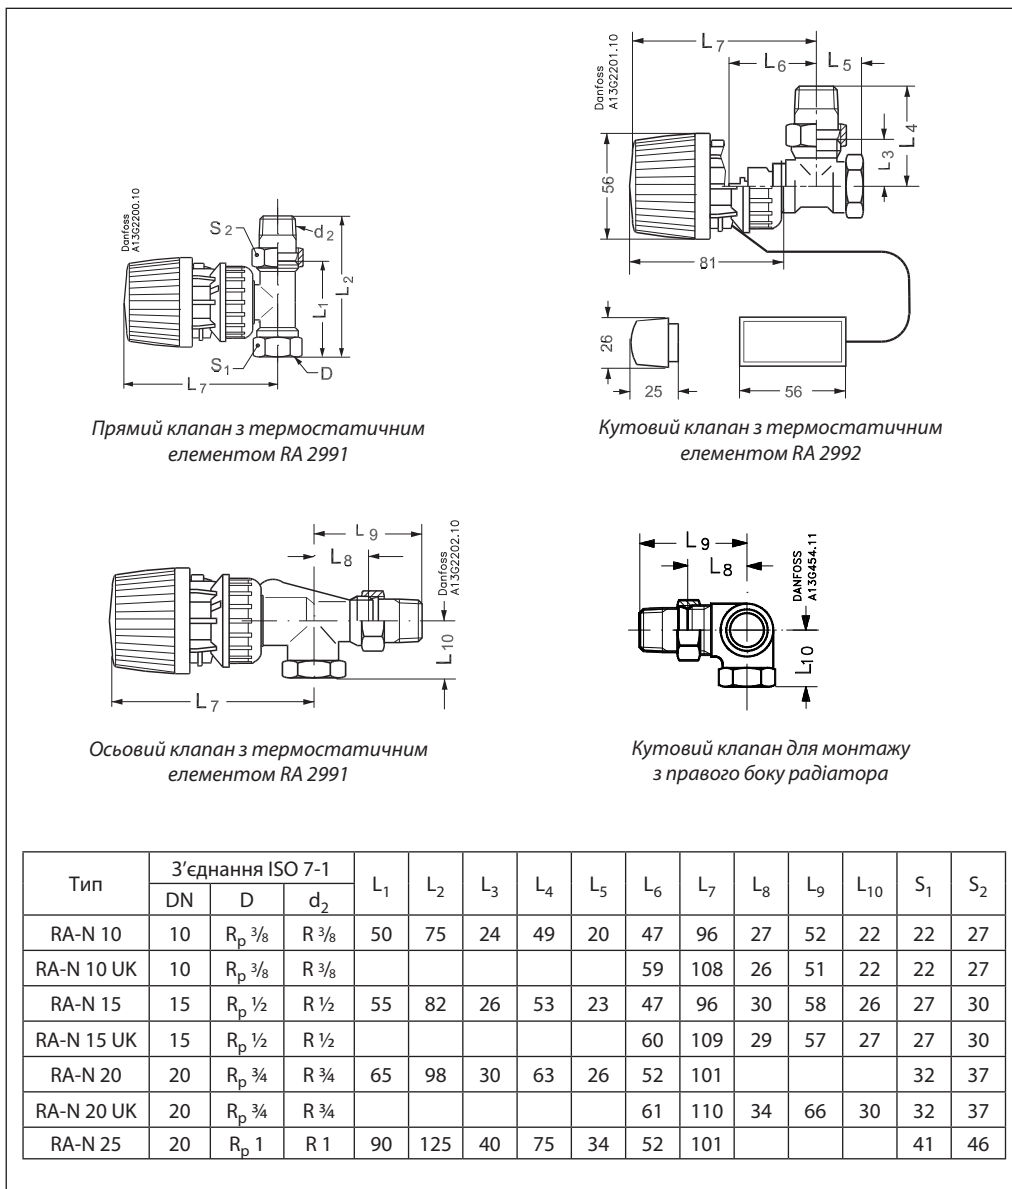 Danfoss
A13G2200.10
S2
d2
L2
L1
S1
D
L7
Прямий клапан з термостатичним
елементом RA 2991
Danfoss
A13G2201.10
L7
L6
L5
L4
L3
56
81
26
25
56
Кутовий клапан з термостатичним
елементом RA 2992
L9
L8
Danfoss
A13G2202.10
L10
L7
Осьовий клапан з термостатичним
елементом RA 2991
L9
L8
DANFOSS
A13G454.11
L10
Кутовий клапан для монтажу
з правого боку радіатора
Тип З’єднання ISO 7-1 L1 L2 L3 L4 L5 L6 L7 L8 L9 L10 S1 S2
DN D d2
RA-N 10 10 Rp 3/8 R 3/8 50 75 24 49 20 47 96 27 52 22 22 27
RA-N 10 UK 10 Rp 3/8 R 3/8 59 108 26 51 22 22 27
RA-N 15 15 Rp ½ R ½ 55 82 26 53 23 47 96 30 58 26 27 30
RA-N 15 UK 15 Rp ½ R ½ 60 109 29 57 27 27 30
RA-N 20 20 Rp ¾ R ¾ 65 98 30 63 26 52 101 32 37
RA-N 20 UK 20 Rp ¾ R ¾ 61 110 34 66 30 32 37
RA-N 25 20 Rp 1 R 1 90 125 40 75 34 52 101 41 46